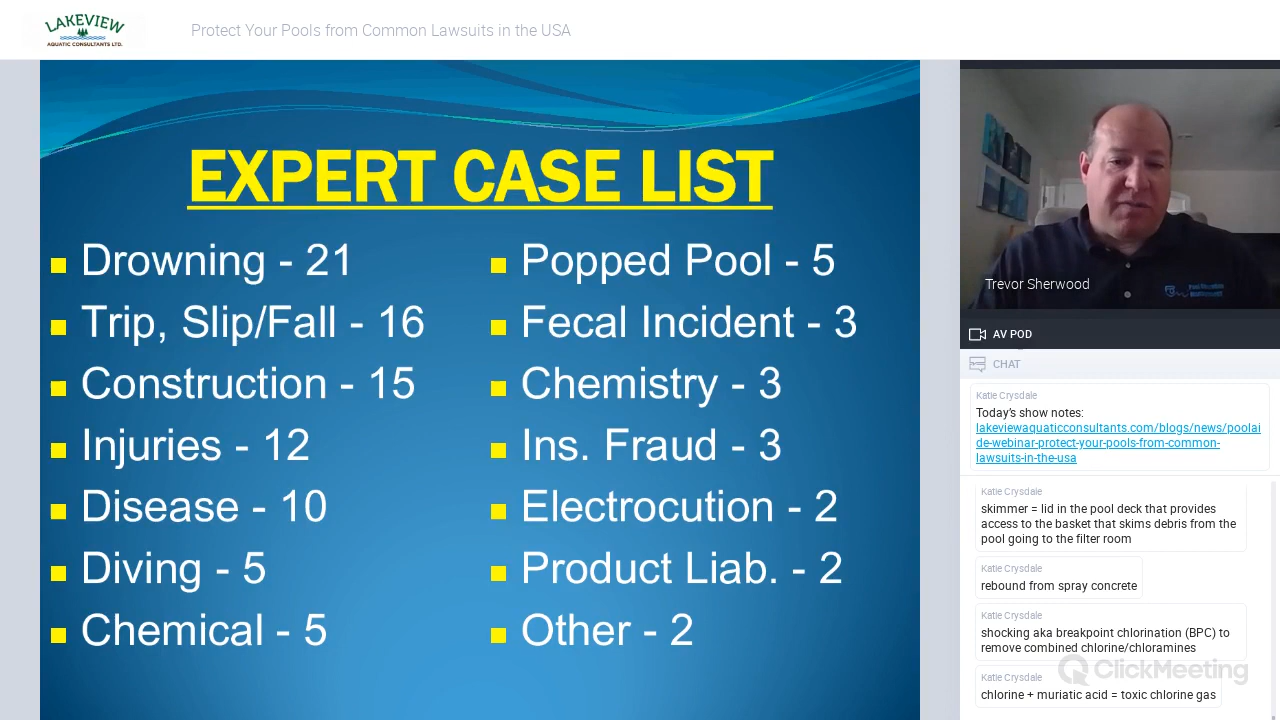 LAKEVIEW
AQUATIC CONSULTANTS LTD.
Protect Your Pools from Common Lawsuits in the USA
EXPERT CASE LIST
Drowning - 21
Trip, Slip/Fall - 16
Construction - 15
Injuries - 12
Disease - 10
Diving - 5
Chemical - 5
Popped Pool - 5
Fecal Incident - 3
Chemistry - 3
Ins. Fraud - 3
Electrocution - 2
Product Liab. - 2
Other - 2
Trevor Sherwood
AV POD
CHAT
Katie Crysdale
Today's show notes:
lakeviewaquaticconsultants.com/blogs/news/poolai
de-webinar-protect-your-pools-from-common-
lawsuits-in-the-usa
Katie Crysdale
skimmer = lid in the pool deck that provides
access to the basket that skims debris from the
pool going to the filter room
Katie Crysdale
rebound from spray concrete
Katie Crysdale
shocking aka breakpoint chlorination (BPC) to
remove combined chlorine/chloramines
Katie Crysdale
chlorine + muriatic acid = toxic chlorine gas
ClickMeeting